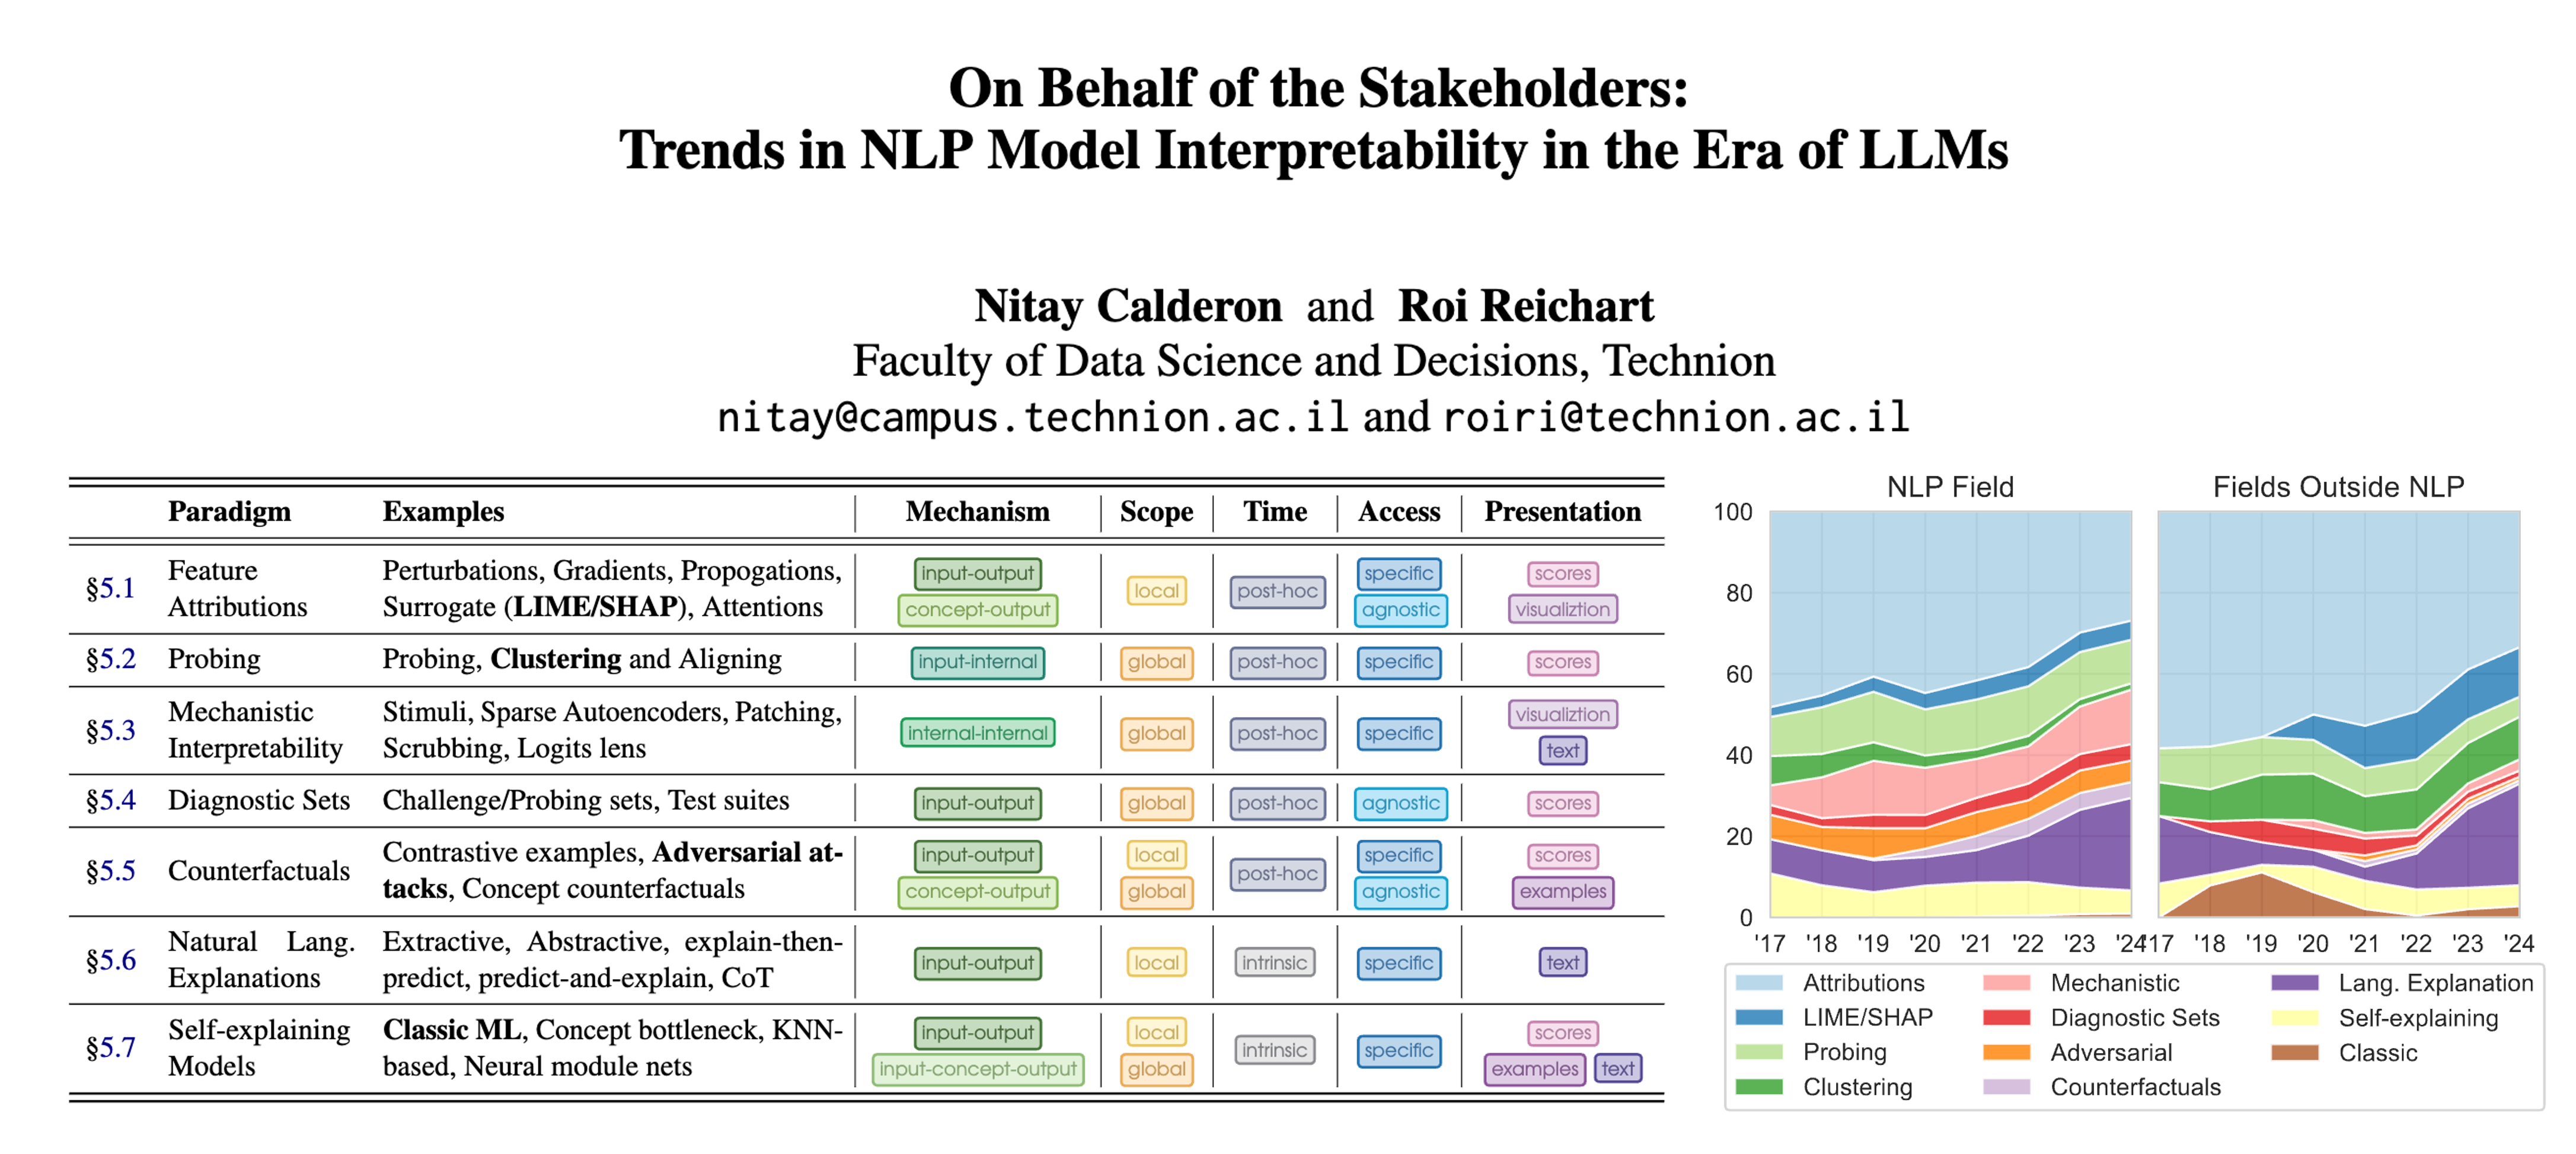 On Behalf of the Stakeholders:
Trends in NLP Model Interpretability in the Era of LLMs
Nitay Calderon and Roi Reichart
Faculty of Data Science and Decisions, Technion
nitay@campus.technion.ac.il and roiri@technion.ac.il
Paradigm Examples Mechanism Scope Time Access Presentation
§5.1 Feature Attributions
Perturbations, Gradients, Propogations,
Surrogate (LIME/SHAP), Attentions
input-output
concept-output
local
post-hoc
specific
agnostic
scores
visualiztion
§5.2 Probing
Probing, Clustering and Aligning
input-internal
global
post-hoc
specific
scores
§5.3 Mechanistic Interpretability
Stimuli, Sparse Autoencoders, Patching,
Scrubbing, Logits lens
internal-internal
global
post-hoc
specific
visualiztion
text
§5.4 Diagnostic Sets
Challenge/Probing sets, Test suites
input-output
global
post-hoc
agnostic
scores
§5.5 Counterfactuals
Contrastive examples, Adversarial at-
tacks, Concept counterfactuals
input-output
concept-output
local
global
post-hoc
specific
agnostic
scores
examples
§5.6 Natural Lang. Explanations
Extractive, Abstractive, explain-then-
predict, predict-and-explain, CoT
input-output
local
intrinsic
specific
text
§5.7 Self-explaining Models
Classic ML, Concept bottleneck, KNN-
based, Neural module nets
input-output
input-concept-output
local
global
intrinsic
specific
scores
examples text
NLP Field
Fields Outside NLP
100
80
60
40
20
0
'17 '18 '19 '20 '21 '22 '23 '24
'17 '18 '19 '20 '21 '22 '23 '24
Attributions
LIME/SHAP
Probing
Clustering
Mechanistic
Diagnostic Sets
Adversarial
Counterfactuals
Lang. Explanation
Self-explaining
Classic